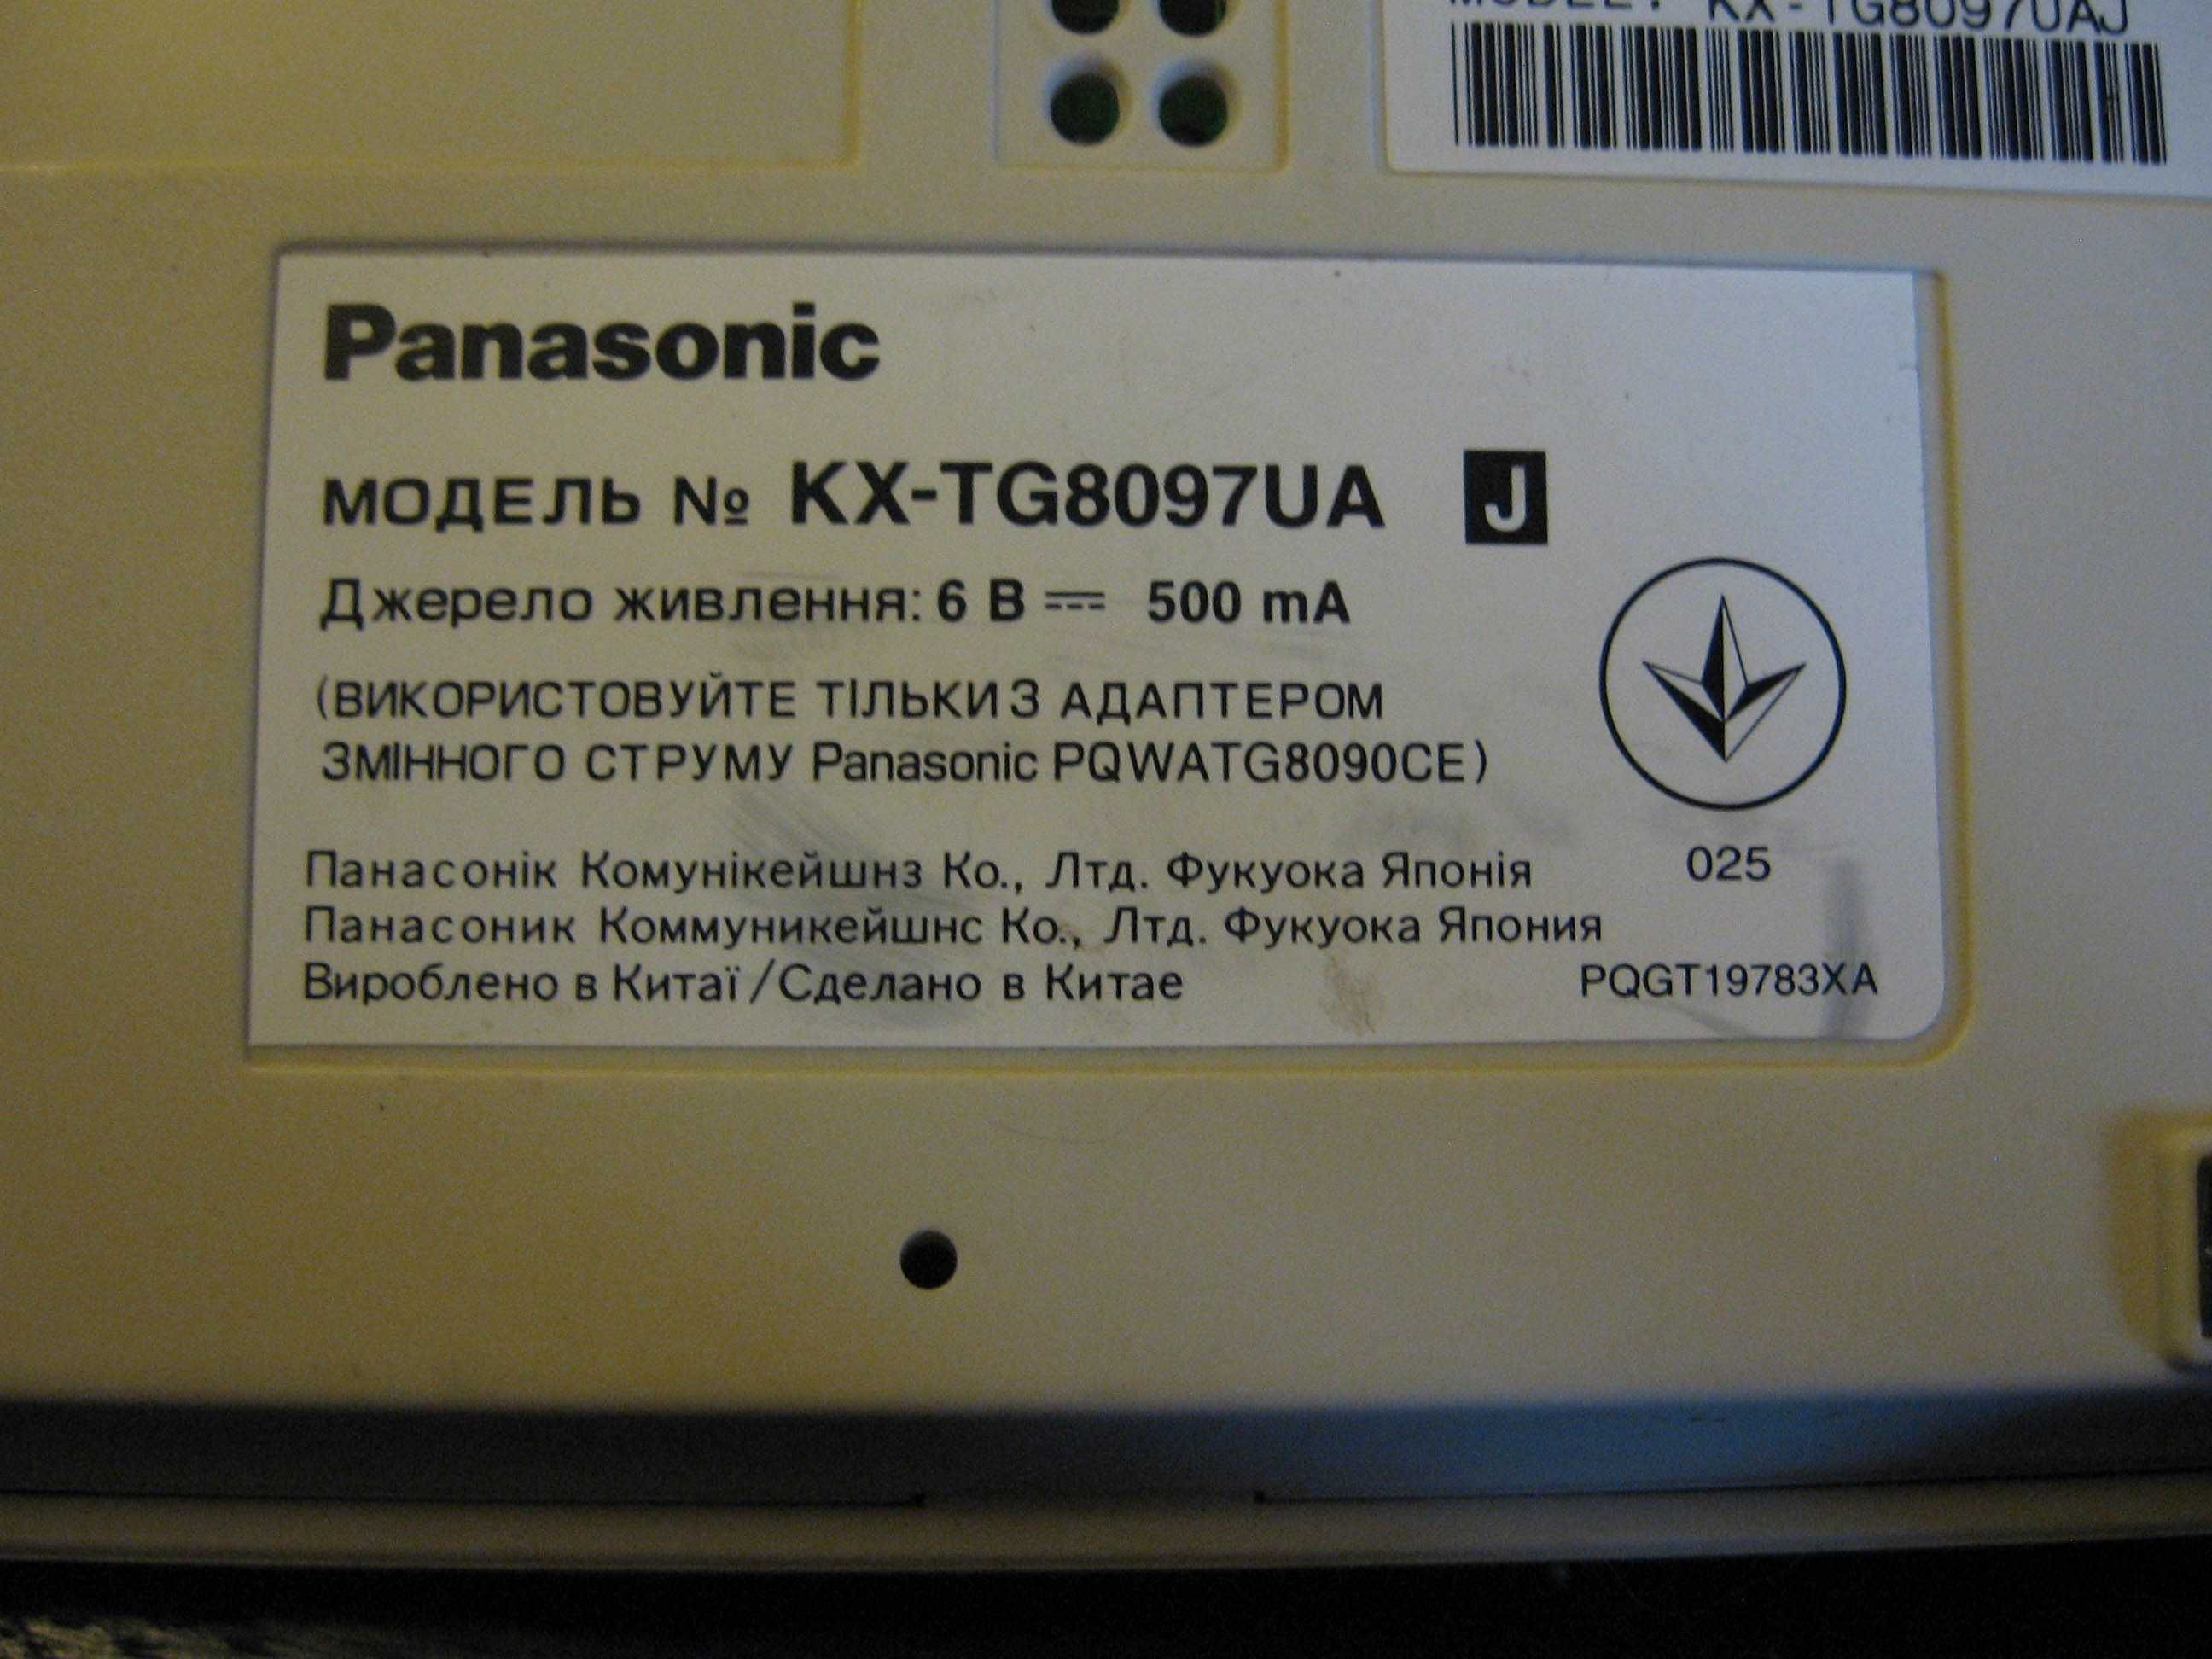 MODEL: KX-TG8097UAJ
Panasonic
МОДЕЛЬ № KX-TG8097UA J
Джерело живлення: 6 В ⎓ 500 mA
(ВИКОРИСТОВУЙТЕ ТІЛЬКИ З АДАПТЕРОМ
ЗМІННОГО СТРУМУ Panasonic PQWATG8090CE)
Панасонік Комунікейшнз Ко., Лтд. Фукуока Японія
025
Панасоник Коммуникейшнс Ко., Лтд. Фукуока Япония
Вироблено в Китаї / Сделано в Китае
PQGT19783XA